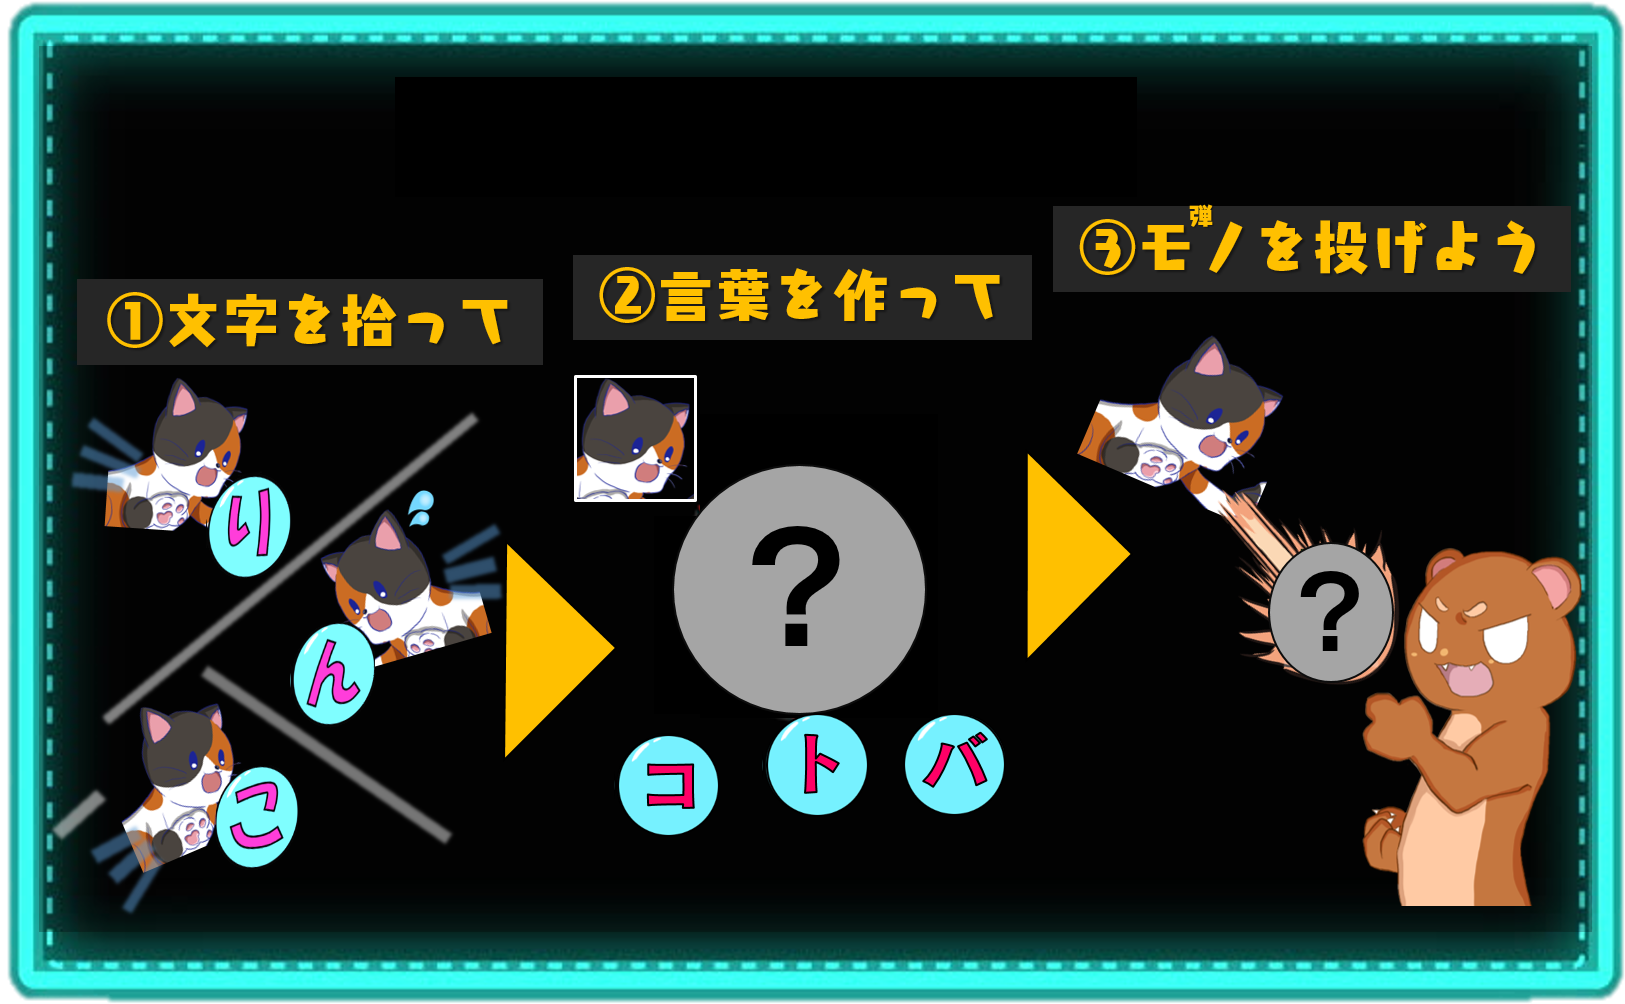 ①文字を拾って
り
ん
こ
②言葉を作って
?
コ ト バ
弾
③モノを投げよう
?